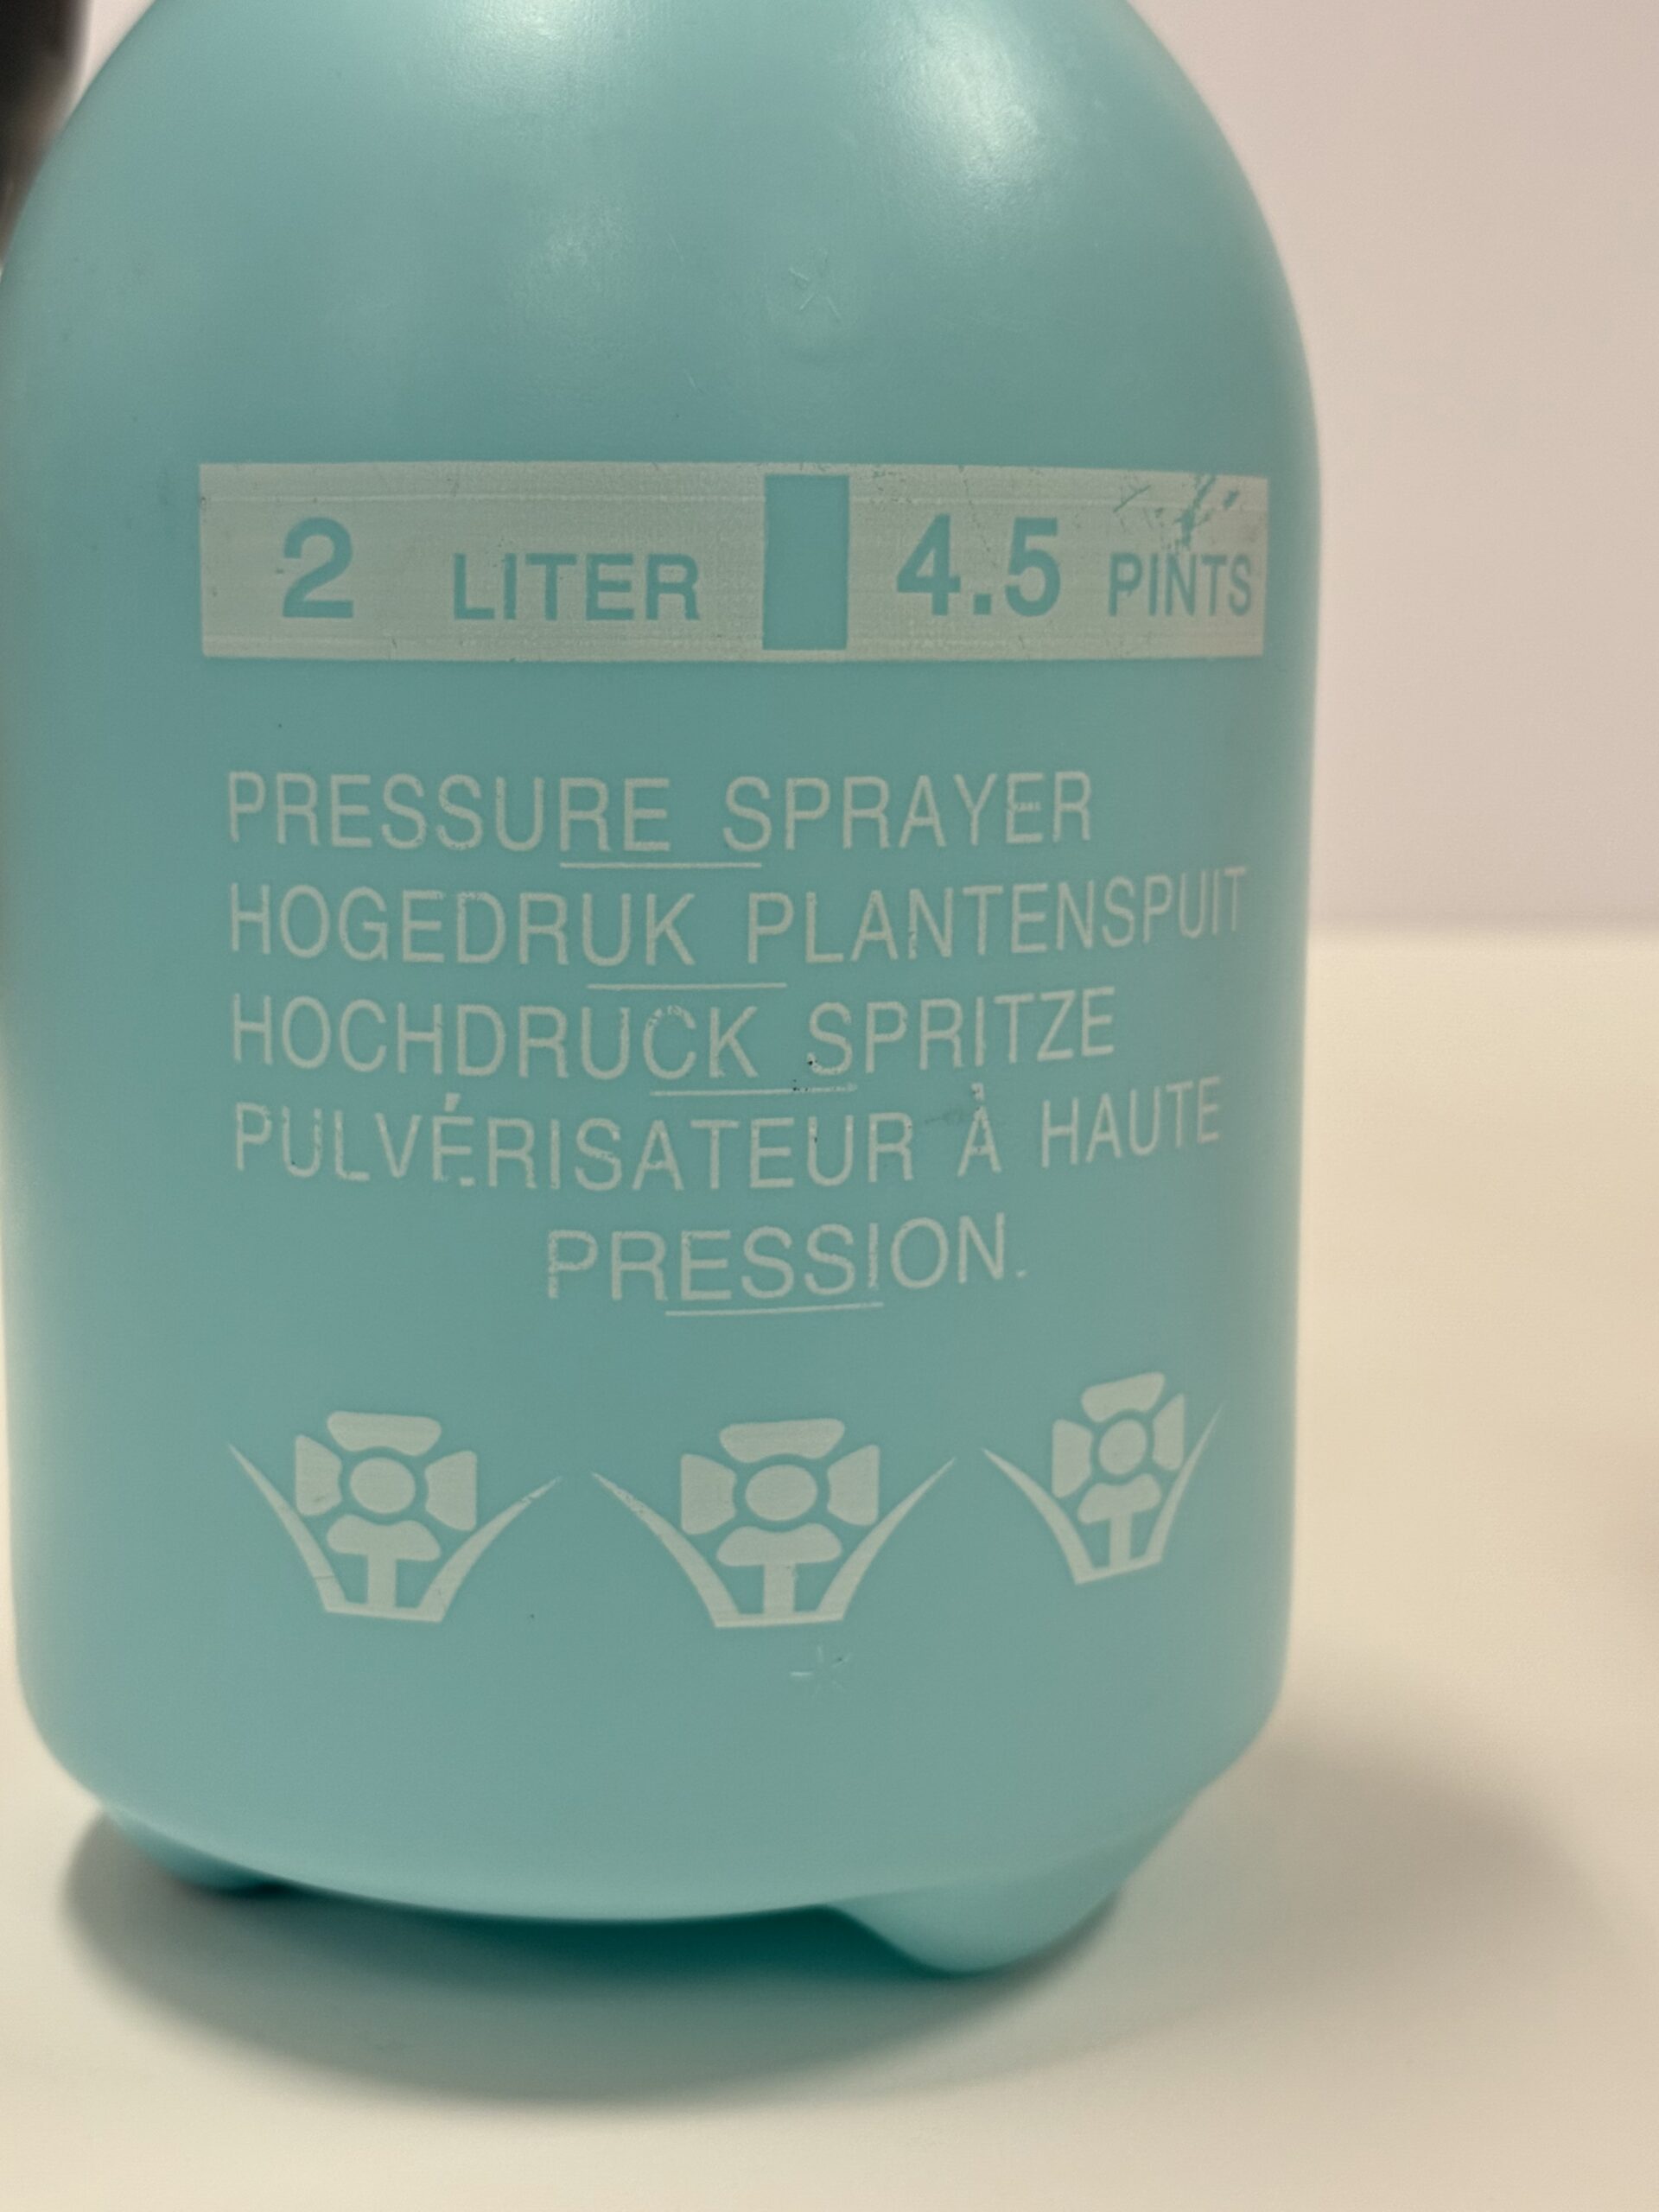 2 LITER 4.5 PINTS
PRESSURE SPRAYER
HOGEDRUK PLANTENSPUIT
HOCHDRUCK SPRITZE
PULVÉRISATEUR À HAUTE
PRESSION.